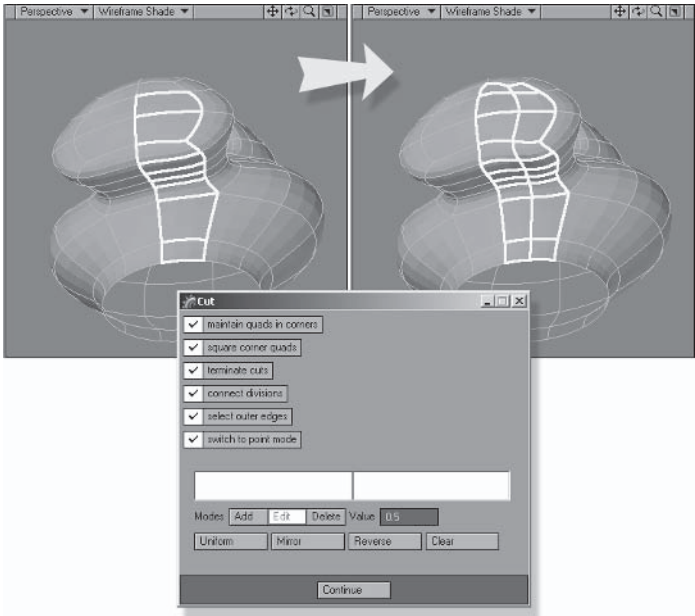 Perspective Wireframe Shade
Perspective Wireframe Shade
Cut
maintain quads in corners
square corner quads
terminate cuts
connect divisions
select outer edges
switch to point mode
Modes Add Edit Delete Value 0.5
Uniform Mirror Reverse Clear
Continue